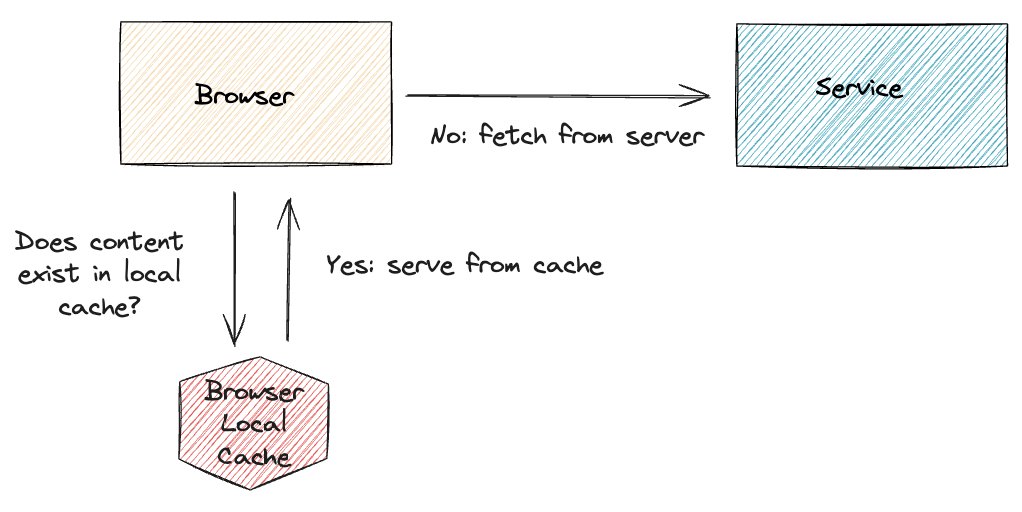 Browser
Service
No: fetch from server
Does content
exist in local
cache?
Yes: serve from cache
Browser
Local
Cache